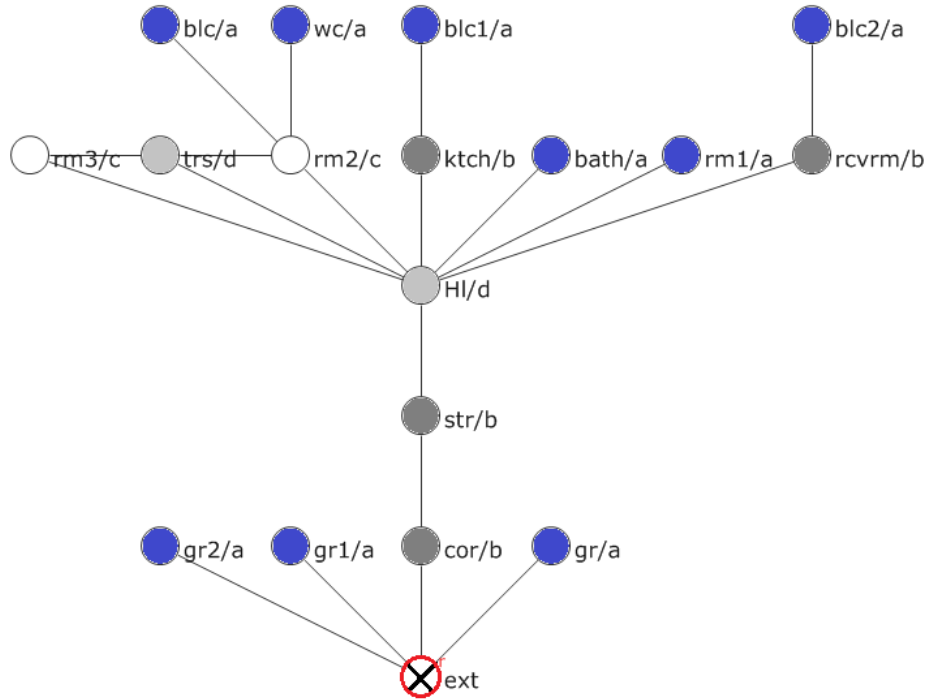 blc/a wc/a blc1/a blc2/a
rm3/c trs/d rm2/c ktch/b bath/a rm1/a rcvrm/b
Hl/d
str/b
gr2/a gr1/a cor/b gr/a
r
ext